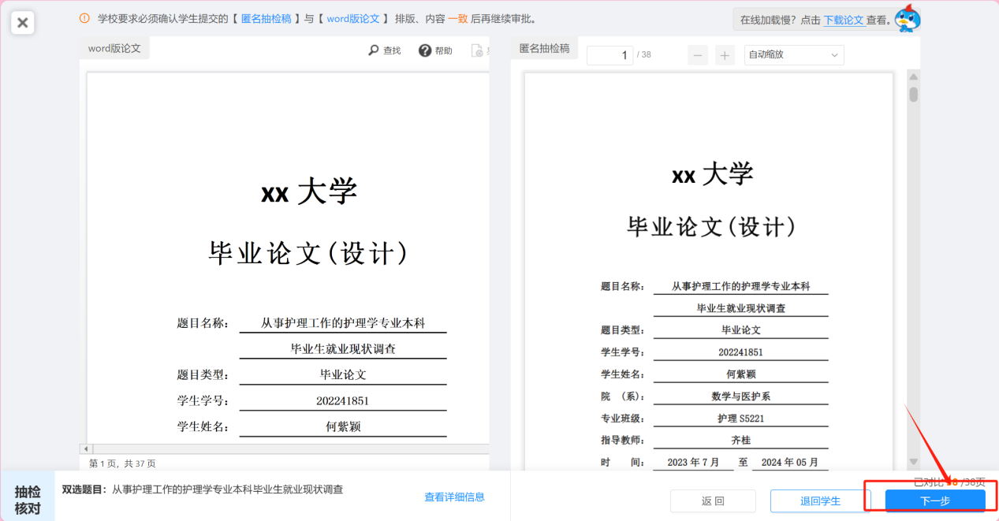 学校要求必须确认学生提交的【 匿名抽检稿 】与【 word版论文 】 排版、内容 一致 后再继续审批。
在线加载慢？点击 下载论文 查看。
word版论文
查找
帮助
xx 大学
毕业论文(设计)
题目名称： 从事护理工作的护理学专业本科
毕业生就业现状调查
题目类型： 毕业论文
学生学号： 202241851
学生姓名： 何紫颖
第 1 页，共 37 页
匿名抽检稿
1 / 38
自动缩放
xx 大学
毕业论文(设计)
题目名称： 从事护理工作的护理学专业本科
毕业生就业现状调查
题目类型： 毕业论文
学生学号： 202241851
学生姓名： 何紫颖
院 （系）： 数学与医护系
专业班级： 护理 S5221
指导教师： 齐桂
时 间： 2023 年 7 月 至 2024 年 05 月
抽检
核对
双选题目： 从事护理工作的护理学专业本科毕业生就业现状调查
查看详细信息
已对比 /38页
返 回
退回学生
下一步